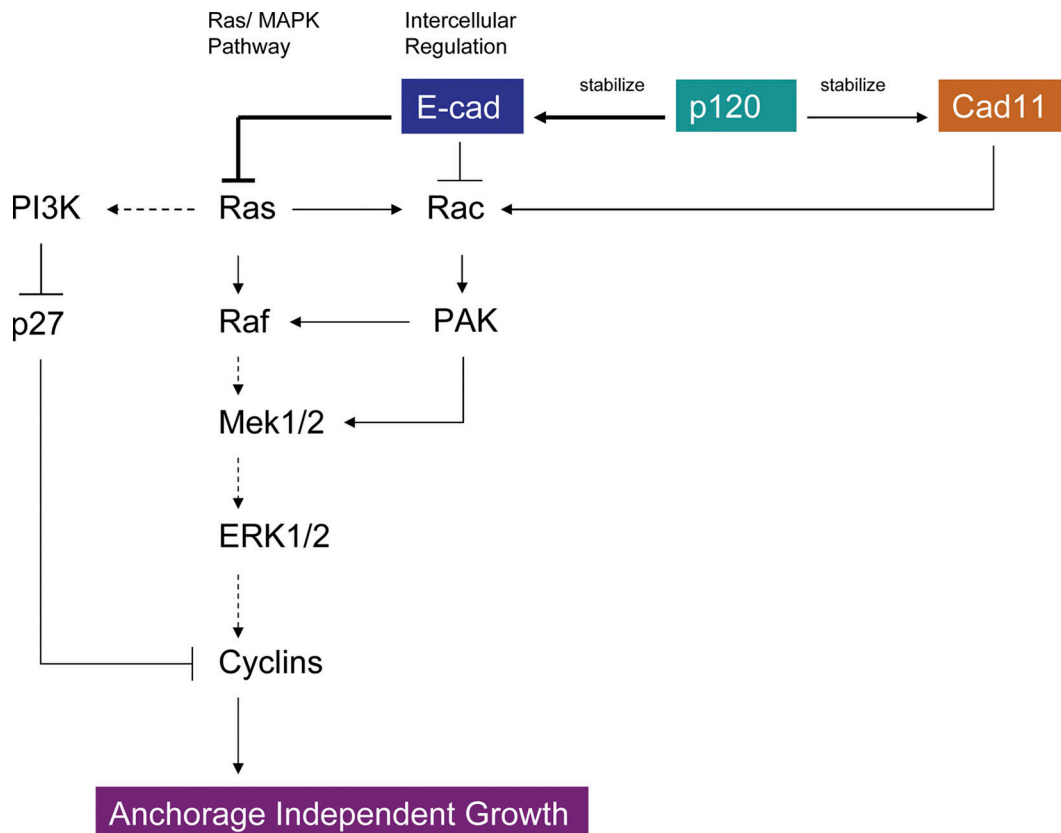 Ras/ MAPK
Pathway
Intercellular
Regulation
E-cad
stabilize
p120
stabilize
Cad11
PI3K
Ras
Rac
p27
Raf
PAK
Mek1/2
ERK1/2
Cyclins
Anchorage Independent Growth